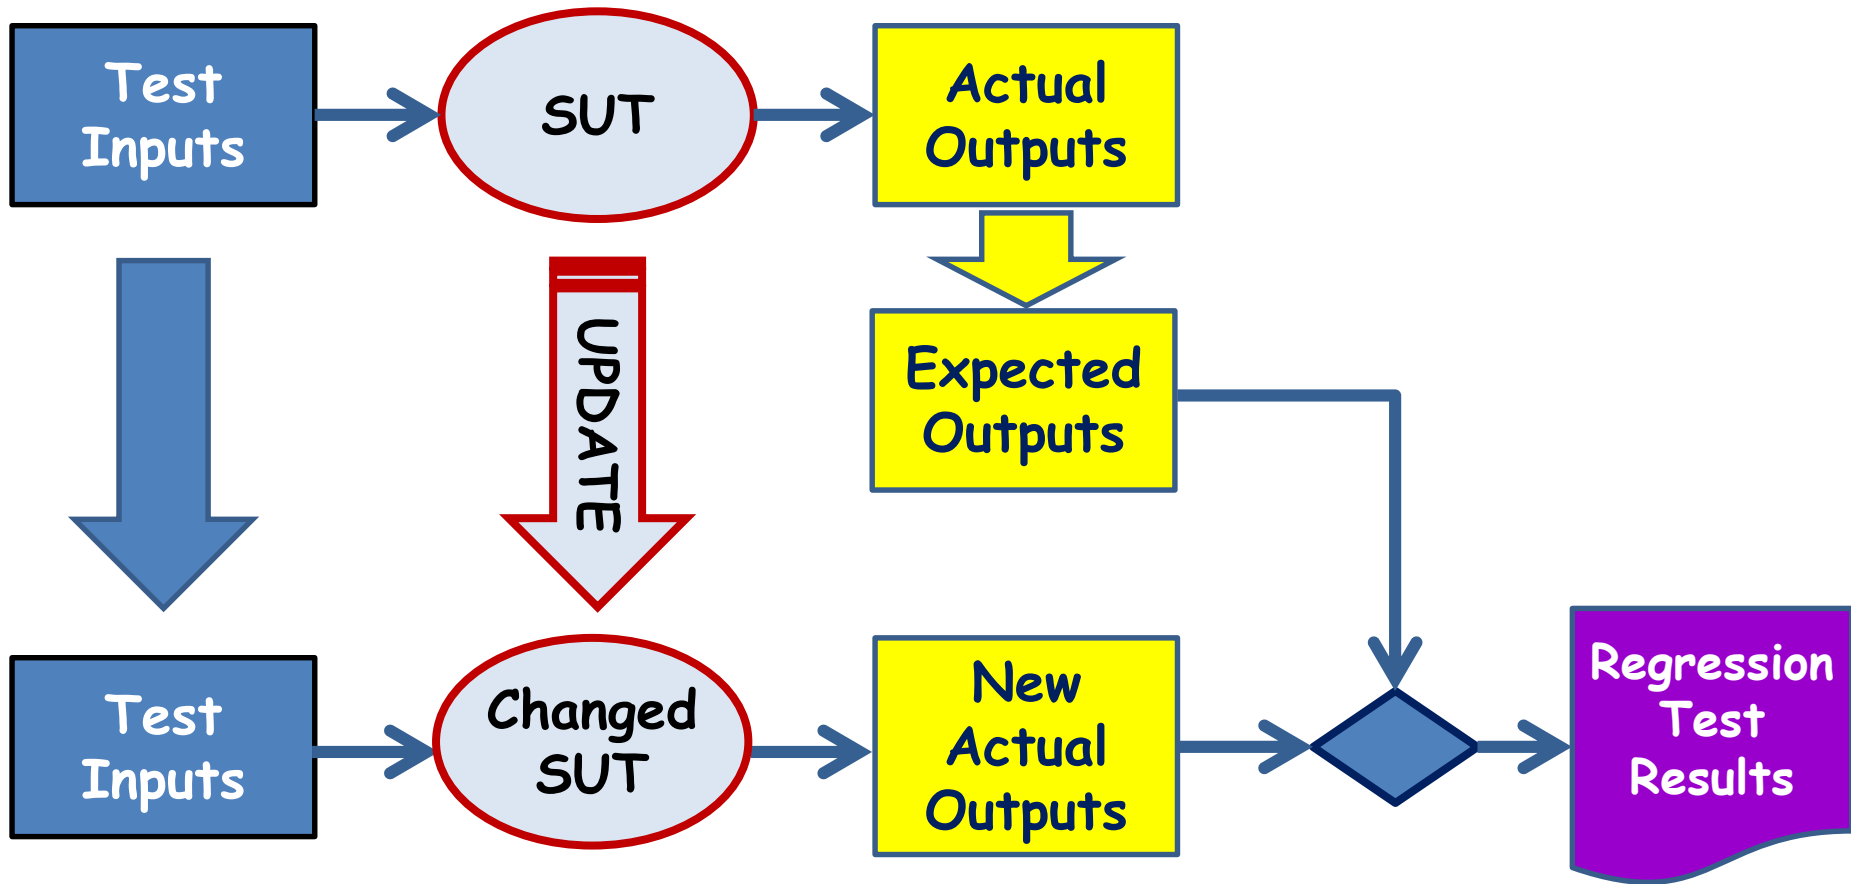 Test
Inputs
SUT
Actual
Outputs
UPDATE
Expected
Outputs
Test
Inputs
Changed
SUT
New
Actual
Outputs
Regression
Test
Results